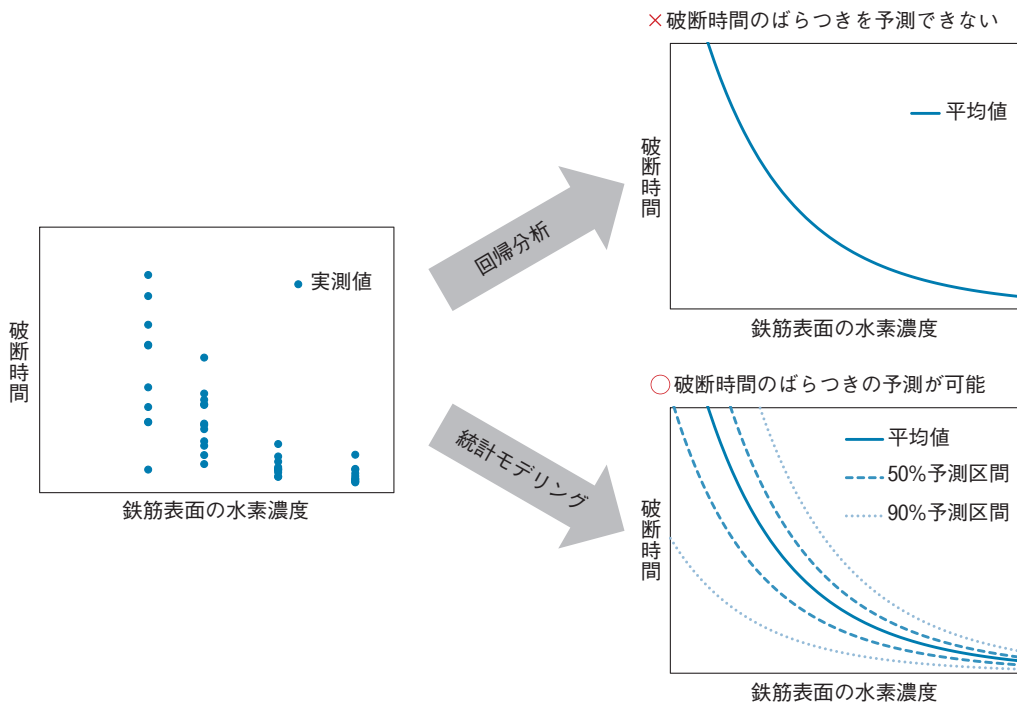 実測値
破断時間
鉄筋表面の水素濃度
回帰分析
統計モデリング
×破断時間のばらつきを予測できない
平均値
破断時間
鉄筋表面の水素濃度
○破断時間のばらつきの予測が可能
平均値
50%予測区間
90%予測区間
破断時間
鉄筋表面の水素濃度